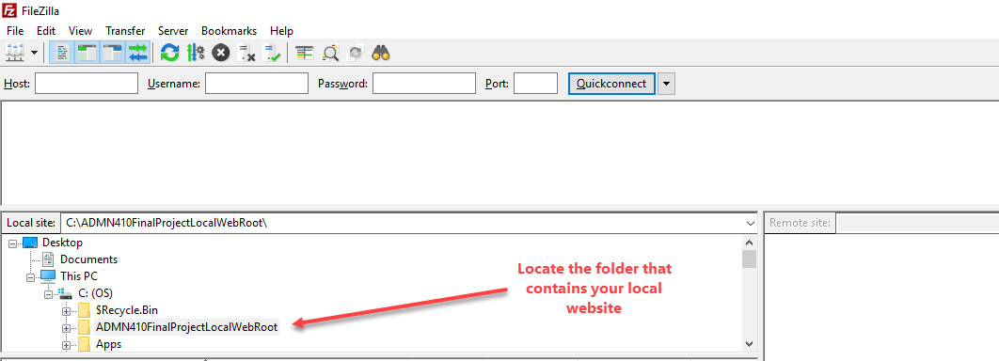 FileZilla
File Edit View Transfer Server Bookmarks Help
Host: Username: Password: Port: Quickconnect
Local site: C:\ADMN410FinalProjectLocalWebRoot\
Remote site:
Desktop
Documents
This PC
C: (OS)
$Recycle.Bin
ADMN410FinalProjectLocalWebRoot
Apps
Locate the folder that
contains your local
website